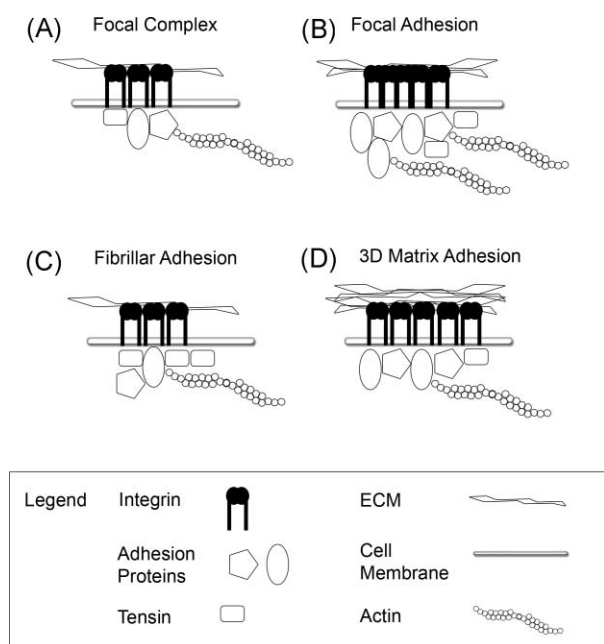 (A) Focal Complex
(B) Focal Adhesion
(C) Fibrillar Adhesion
(D) 3D Matrix Adhesion
Legend Integrin ECM
Adhesion Cell
Proteins Membrane
Tensin Actin